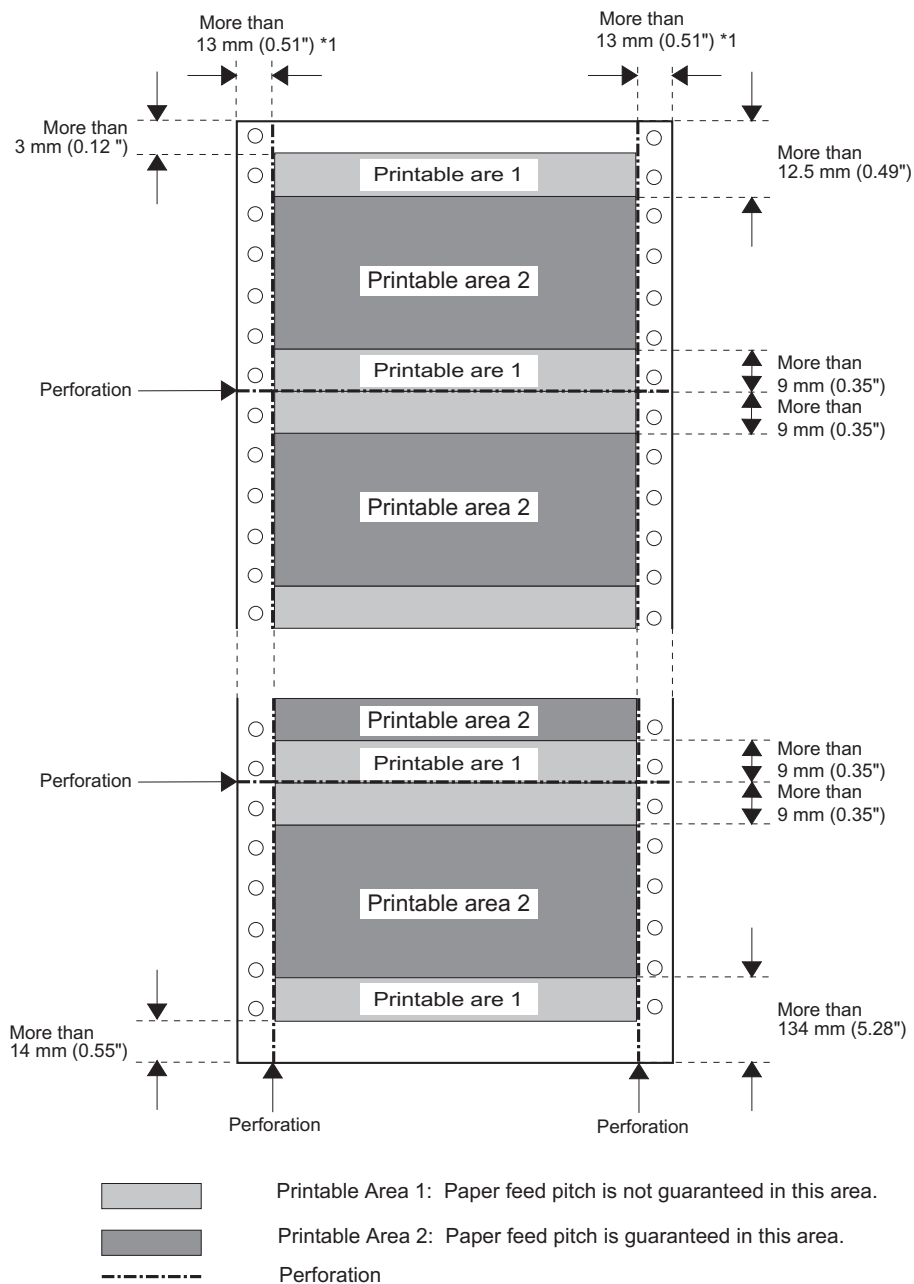 More than
13 mm (0.51") *1
More than
13 mm (0.51") *1
More than
3 mm (0.12 ")
More than
12.5 mm (0.49")
Printable are 1
Printable area 2
Printable are 1
Perforation
More than
9 mm (0.35")
More than
9 mm (0.35")
Printable area 2
Printable area 2
Printable are 1
Perforation
More than
9 mm (0.35")
More than
9 mm (0.35")
Printable area 2
Printable are 1
More than
14 mm (0.55")
More than
134 mm (5.28")
Perforation
Perforation
Printable Area 1: Paper feed pitch is not guaranteed in this area.
Printable Area 2: Paper feed pitch is guaranteed in this area.
Perforation